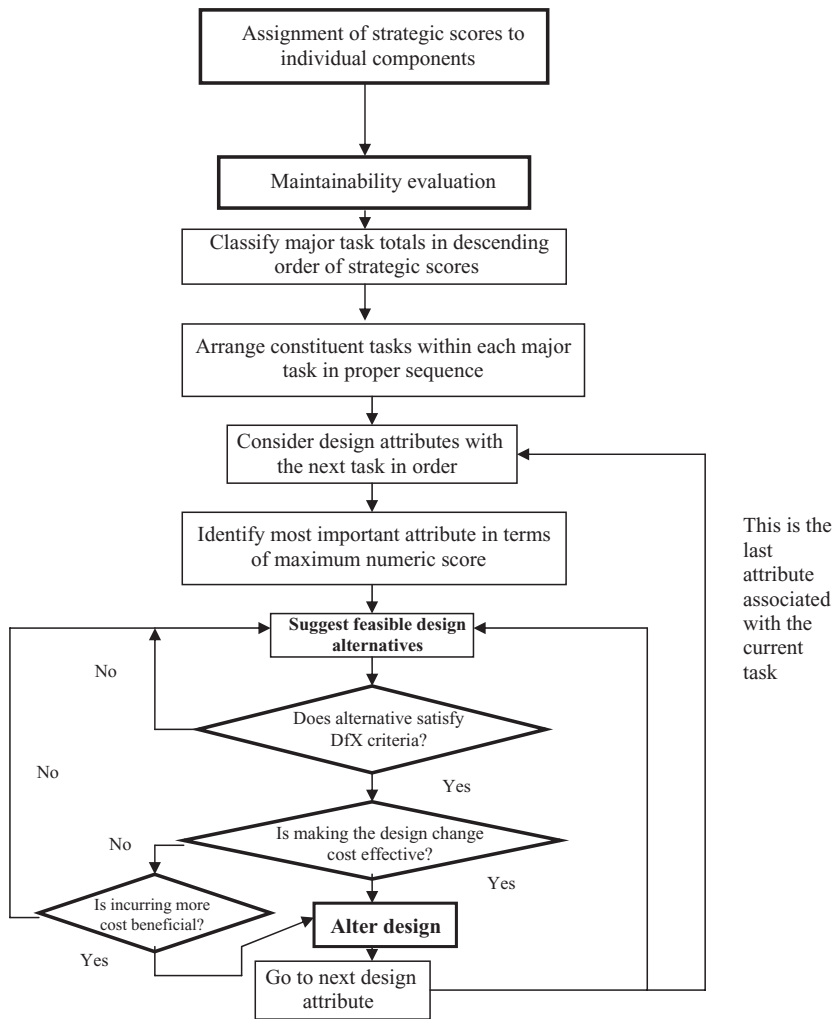 Assignment of strategic scores to
individual components
Maintainability evaluation
Classify major task totals in descending
order of strategic scores
Arrange constituent tasks within each major
task in proper sequence
Consider design attributes with
the next task in order
Identify most important attribute in terms
of maximum numeric score
This is the
last
attribute
associated
with the
current
task
Suggest feasible design
alternatives
No
Does alternative satisfy
DfX criteria?
No
Yes
Is making the design change
cost effective?
No
Yes
Is incurring more
cost beneficial?
Alter design
Yes
Go to next design
attribute